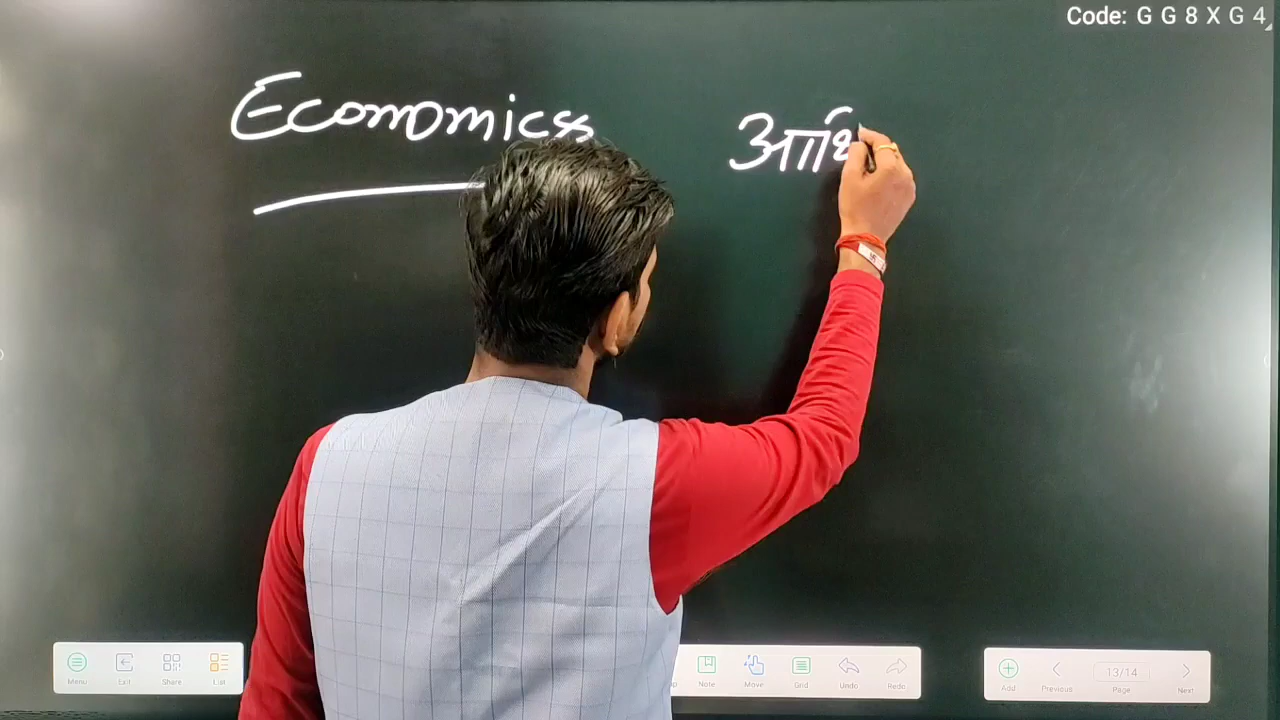 Code: G G 8 X G 4
Economics
आर्थि
Menu
Exit
Share
List
Note
Move
Grid
Undo
Redo
Add
Previous
13/14
Page
Next